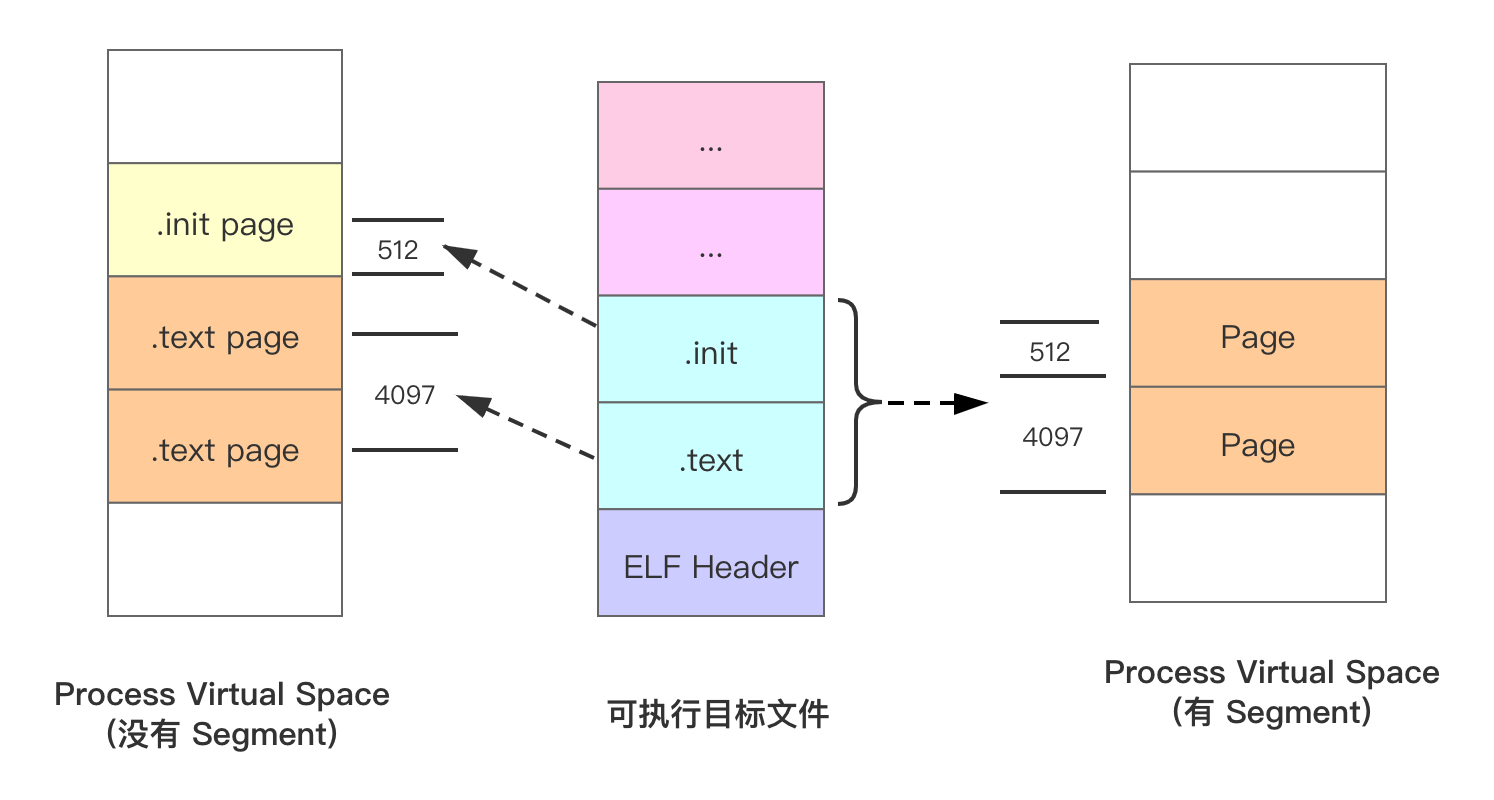 .init page
.text page
.text page
512
4097
Process Virtual Space
(没有 Segment)
...
...
.init
.text
ELF Header
可执行目标文件
512
4097
Page
Page
Process Virtual Space
(有 Segment)